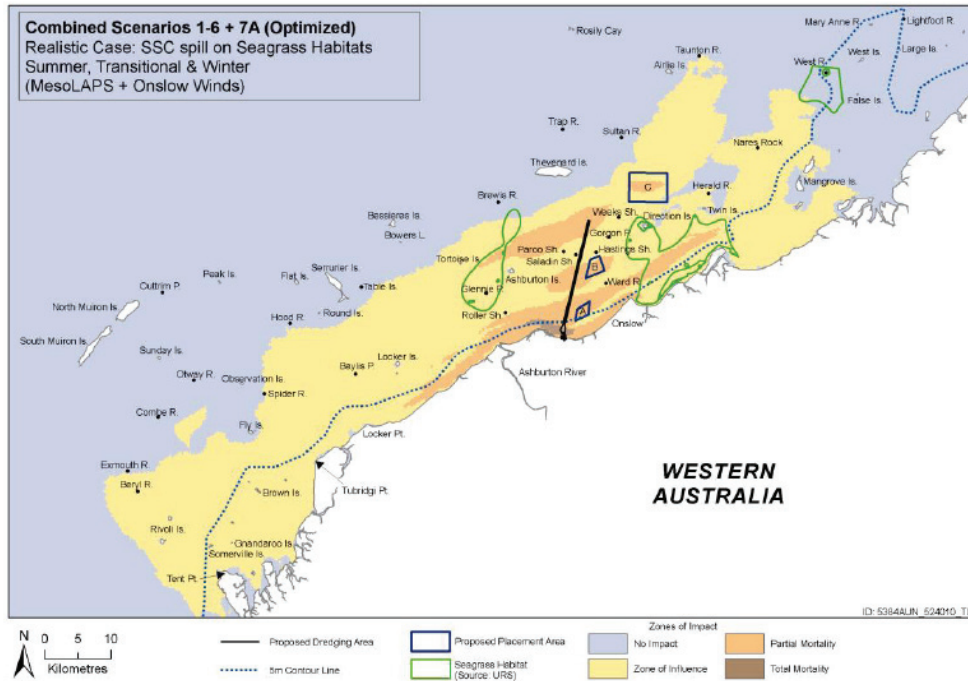 Combined Scenarios 1-6 + 7A (Optimized)
Realistic Case: SSC spill on Seagrass Habitats
Summer, Transitional & Winter
(MesoLAPS + Onslow Winds)
Rosily Cay
Mary Anne R.
Lightfoot R.
Taunton R.
West Is.
Large Is.
Airlie Is.
West R.
False Is.
Trap R.
Sultan R.
Nares Rock
Thevenard Is.
Mangrove Is.
Brewis R.
C
Herald R.
Bessieres Is.
Weeks Sh.
Direction Is.
Twin Is.
Bowers L.
Gorgon P.
Paroo Sh.
Hastings Sh.
Tortoise Is.
Saladin Sh.
B
Peak Is.
Flat Is.
Serrurier Is.
Ashburton Is.
Cuttrim P.
Table Is.
Glennie P.
Ward R.
North Muiron Is.
Round Is.
Roller Sh.
A
Hood R.
Onslow
South Muiron Is.
Sunday Is.
Locker Is.
Otway R.
Observation Is.
Baylis P.
Ashburton River
Spider R.
Combe R.
Fly Is.
Locker Pt.
Exmouth R.
WESTERN
AUSTRALIA
Beryl R.
Brown Is.
Tubridgi Pt.
Rivoli Is.
Gnandaroo Is.
Somerville Is.
Tent Pt.
N
0 5 10
Kilometres
Proposed Dredging Area
5m Contour Line
Proposed Placement Area
Seagrass Habitat
(Source: URS)
Zones of Impact
No Impact
Partial Mortality
Zone of Influence
Total Mortality